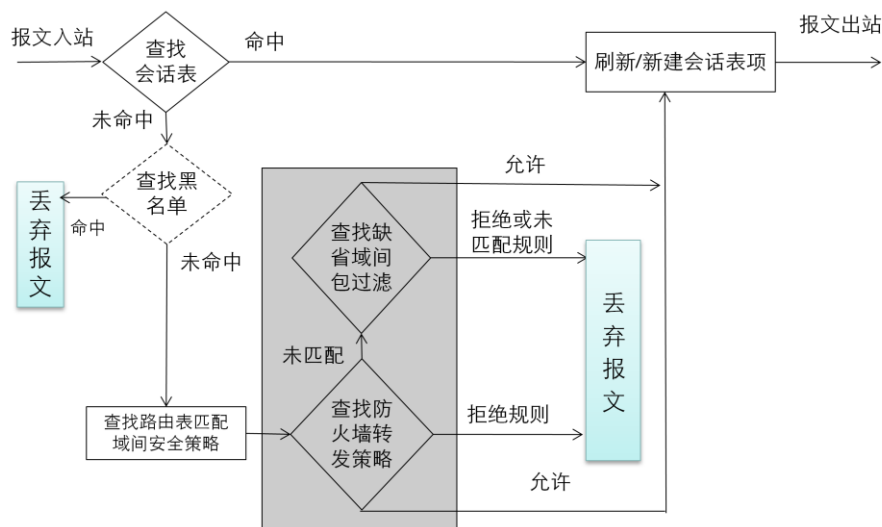 报文入站
查找
会话表
命中
刷新/新建会话表项
报文出站
未命中
查找黑
名单
命中
丢
弃
报
文
未命中
允许
查找缺
省域间
包过滤
拒绝或未
匹配规则
丢
弃
报
文
未匹配
查找路由表匹配
域间安全策略
查找防
火墙转
发策略
拒绝规则
允许